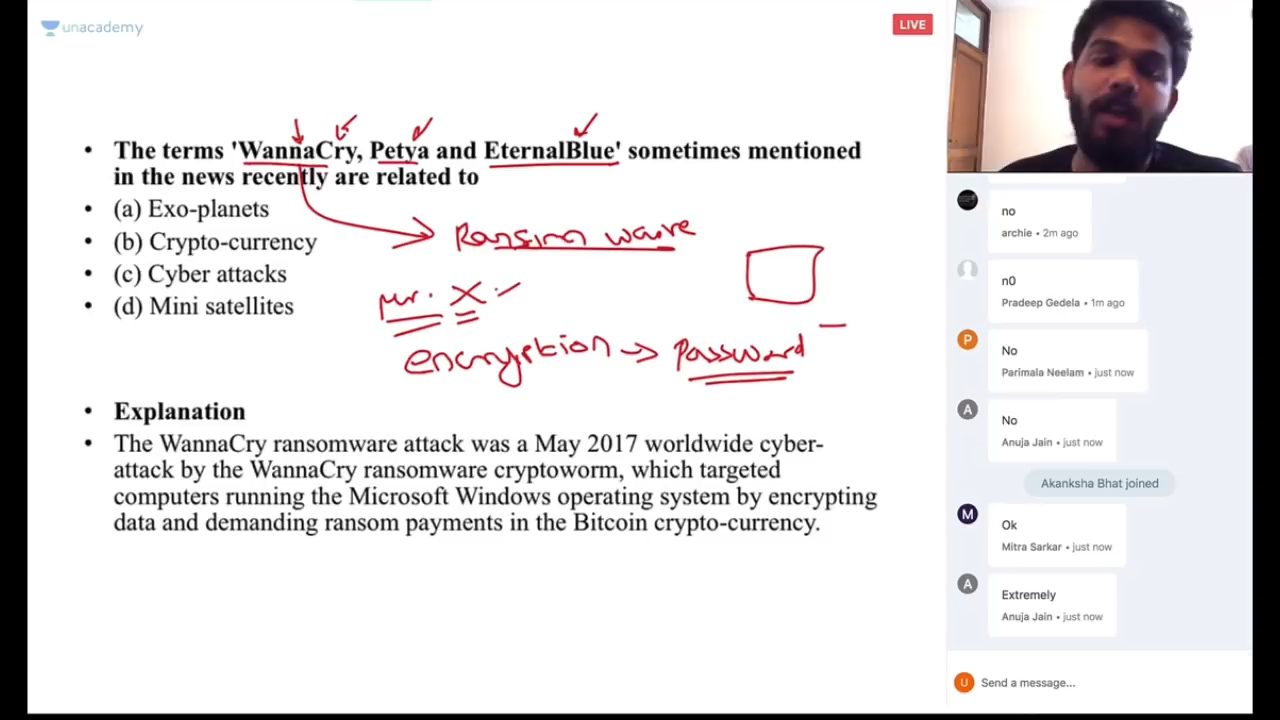 unacademy
LIVE
• The terms 'WannaCry, Petya and EternalBlue' sometimes mentioned
in the news recently are related to
• (a) Exo-planets
• (b) Crypto-currency
• (c) Cyber attacks
• (d) Mini satellites
Ransom ware
Mr. X
encryption → Password
• Explanation
• The WannaCry ransomware attack was a May 2017 worldwide cyber-
attack by the WannaCry ransomware cryptoworm, which targeted
computers running the Microsoft Windows operating system by encrypting
data and demanding ransom payments in the Bitcoin crypto-currency.
no
archie • 2m ago
n0
Pradeep Gedela • 1m ago
P
No
Parimala Neelam • just now
A
No
Anuja Jain • just now
Akanksha Bhat joined
M
Ok
Mitra Sarkar • just now
A
Extremely
Anuja Jain • just now
U
Send a message...